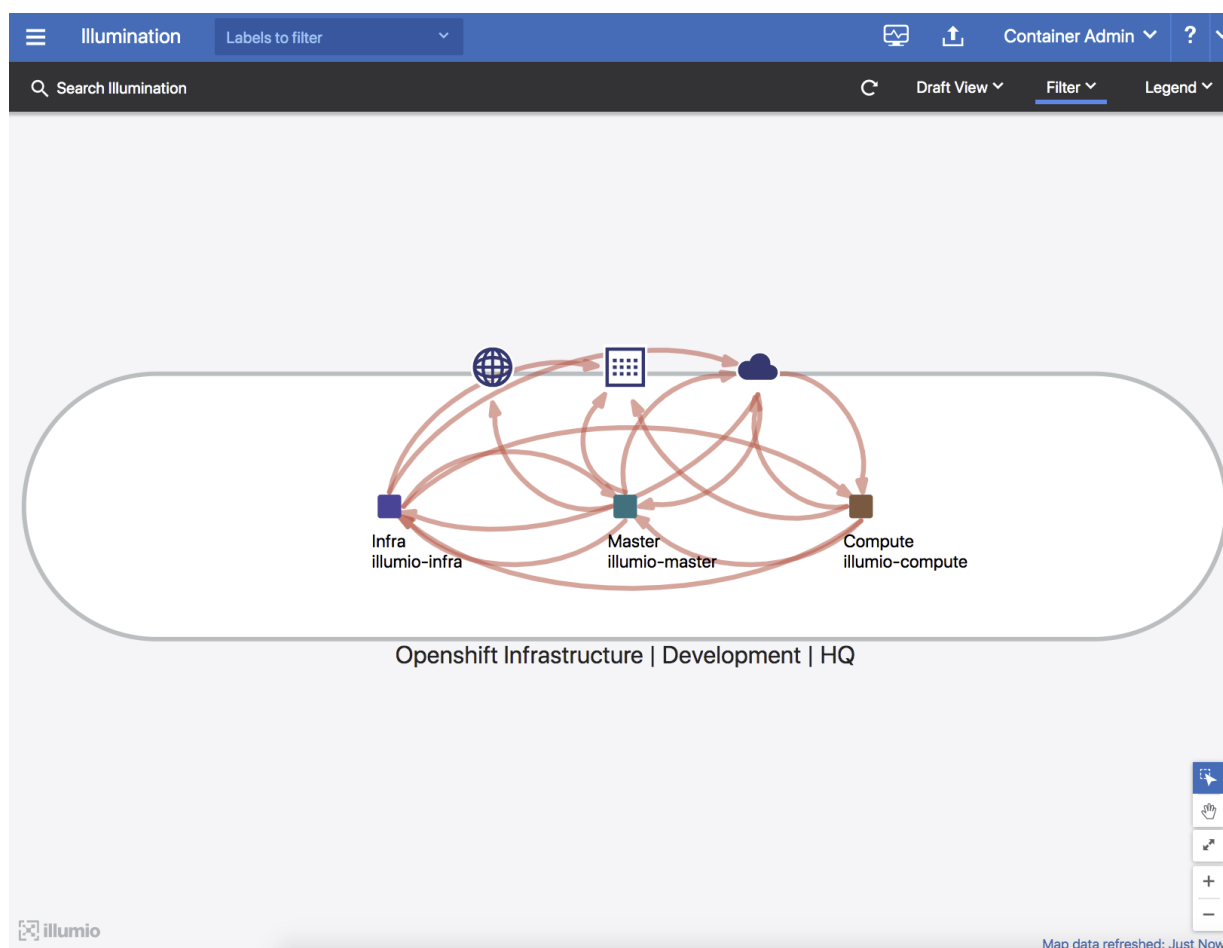 Illumination
Labels to filter
Container Admin
?
Search Illumination
Draft View
Filter
Legend
Infra
illumio-infra
Master
illumio-master
Compute
illumio-compute
Openshift Infrastructure | Development | HQ
+
−
illumio
Map data refreshed: Just Now